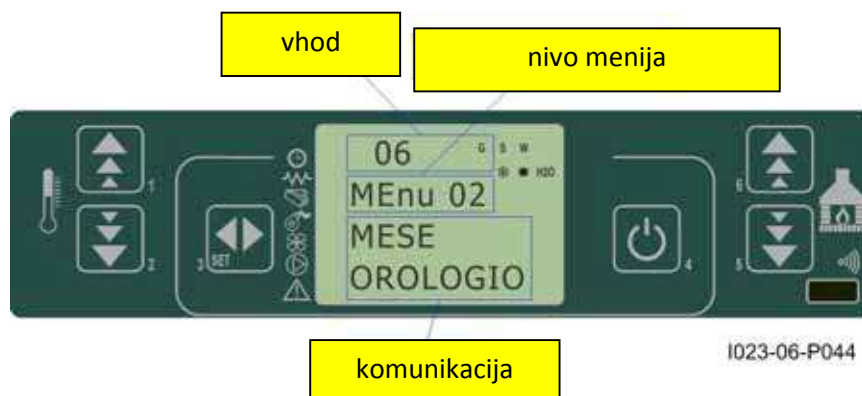 vhod
nivo menija
06 G S W
H2O
MEnu 02
MESE
OROLOGIO
1
2
3 SET
4
6
5
I023-06-P044
komunikacija